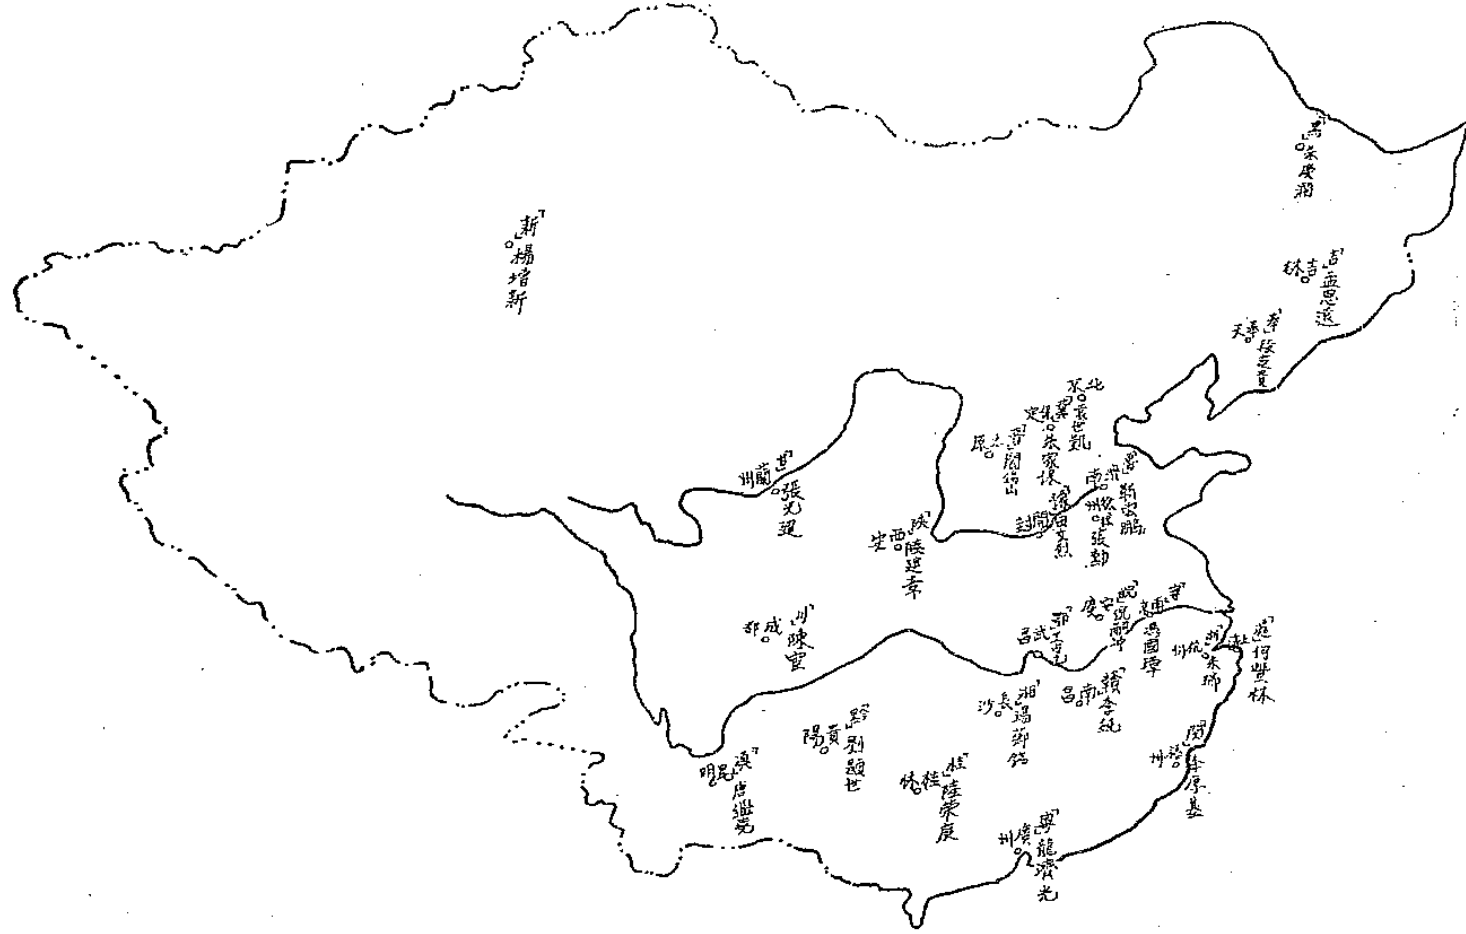 「黑」朱慶瀾
「新」楊增新
「吉」孟恩遠
吉林
「奉」段芝貴
奉天
北京
袁世凱
「冀」朱家保
保定
「晉」閻錫山
太原
「魯」靳雲鵬
濟南
徐州
張勳
「甘」
蘭州
「豫」田文烈
開封
「陝」陸建章
西安
「寧」馮國璋
南京
「皖」倪嗣冲
安慶
「鄂」王占元
武昌
「川」陳宧
成都
「滬」何豐林
上海
「浙」朱瑞
杭州
「贛」李純
南昌
「湘」湯薌銘
長沙
「閩」李厚基
福州
「黔」劉顯世
貴陽
「滇」唐繼堯
昆明
「桂」陸榮廷
桂林
「粵」龍濟光
廣州